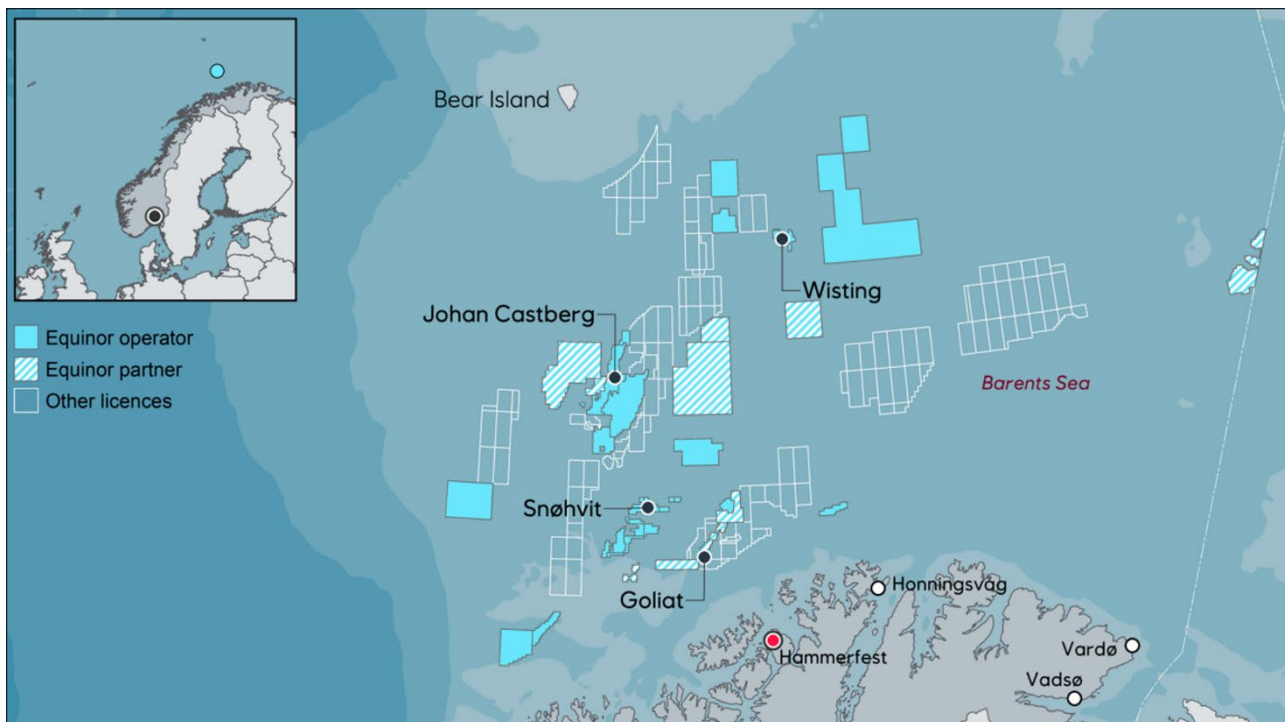 Bear Island
Wisting
Johan Castberg
Equinor operator
Equinor partner
Other licences
Barents Sea
Snøhvit
Goliat
Honningsvåg
Hammerfest
Vardø
Vadsø